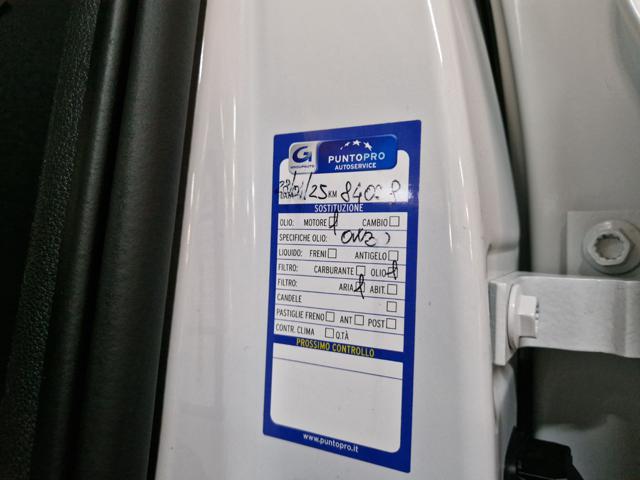 G PUNTOPRO
GROUPAUTO AUTOSERVICE
DATA /25 KM
SOSTITUZIONE
OLIO: MOTORE CAMBIO
SPECIFICHE OLIO:
LIQUIDO: FRENI ANTIGELO
FILTRO: CARBURANTE OLIO
FILTRO: ARIA ABIT.
CANDELE
PASTIGLIE FRENO ANT POST
CONTR. CLIMA Q.TÀ
PROSSIMO CONTROLLO
www.puntopro.it